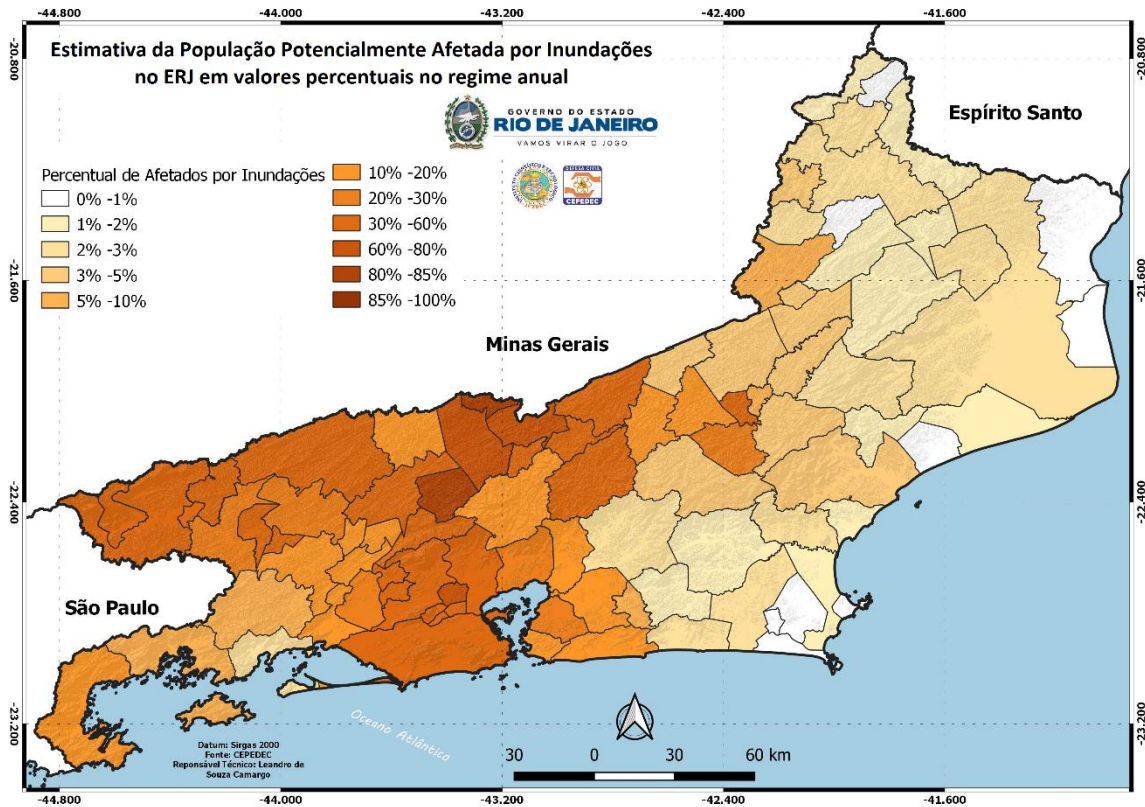 -44.800 -44.000 -43.200 -42.400 -41.600
Estimativa da População Potencialmente Afetada por Inundações
no ERJ em valores percentuais no regime anual
GOVERNO DO ESTADO
RIO DE JANEIRO
VAMOS VIRAR O JOGO
DEFESA CIVIL
CEPEDEC
Espírito Santo
Percentual de Afetados por Inundações
0% -1%
1% -2%
2% -3%
3% -5%
5% -10%
10% -20%
20% -30%
30% -60%
60% -80%
80% -85%
85% -100%
Minas Gerais
São Paulo
Oceano Atlântico
Datum: Sirgas 2000
Fonte: CEPEDEC
Reponsável Técnico: Leandro de
Souza Camargo
30 0 30 60 km
-20.800
-21.600
-22.400
-23.200
-20.800
-21.600
-22.400
-23.200
-44.800 -44.000 -43.200 -42.400 -41.600